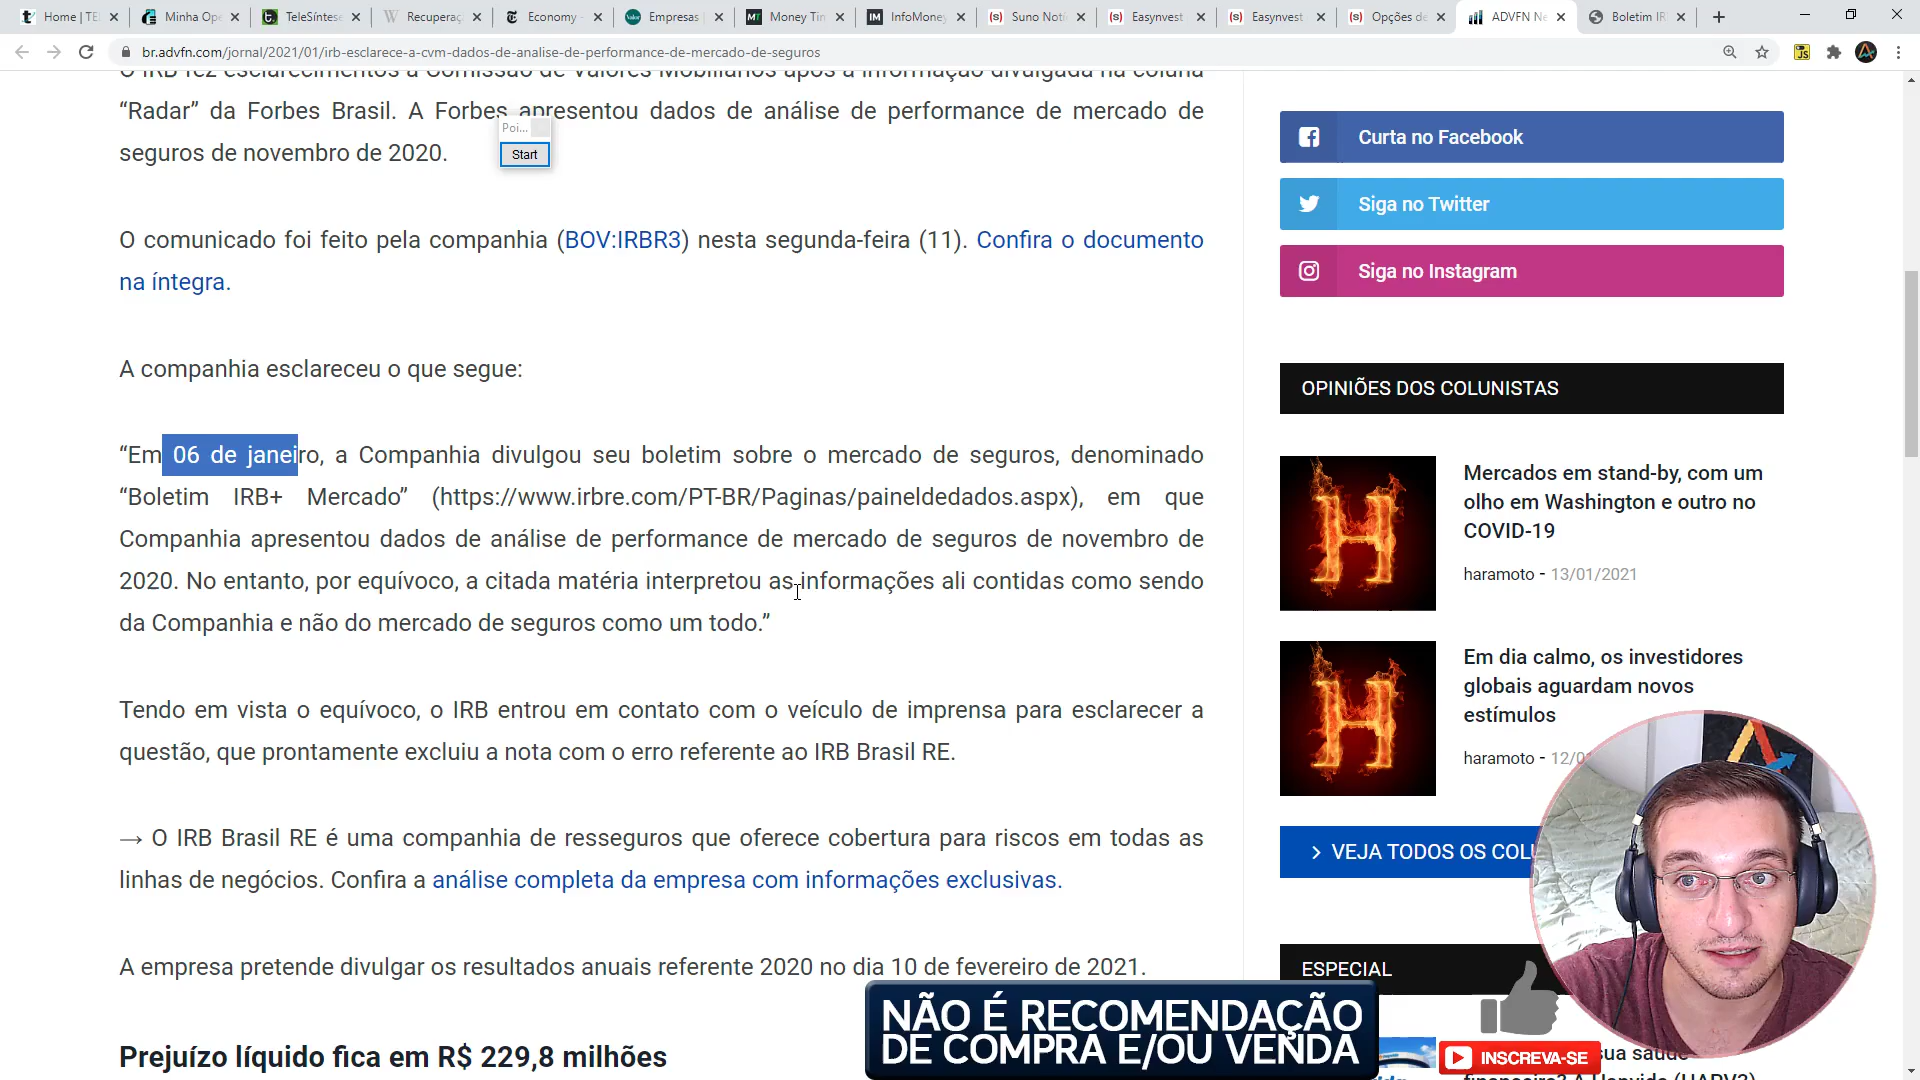 Home | TE
Minha Ope
TeleSíntese
Recuperaç
Economy -
Empresas |
Money Tim
InfoMoney
Suno Notí
Easynvest
Easynvest
Opções de
ADVFN Ne
Boletim IR
br.advfn.com/jornal/2021/01/irb-esclarece-a-cvm-dados-de-analise-de-performance-de-mercado-de-seguros
O IRB fez esclarecimentos à Comissão de Valores Mobiliários após a informação divulgada na coluna
“Radar” da Forbes Brasil. A Forbes apresentou dados de análise de performance de mercado de
seguros de novembro de 2020.
Poi...
Start
O comunicado foi feito pela companhia (BOV:IRBR3) nesta segunda-feira (11). Confira o documento
na íntegra.
A companhia esclareceu o que segue:
“Em 06 de janeiro, a Companhia divulgou seu boletim sobre o mercado de seguros, denominado
“Boletim IRB+ Mercado” (https://www.irbre.com/PT-BR/Paginas/paineldedados.aspx), em que
Companhia apresentou dados de análise de performance de mercado de seguros de novembro de
2020. No entanto, por equívoco, a citada matéria interpretou as informações ali contidas como sendo
da Companhia e não do mercado de seguros como um todo.”
Tendo em vista o equívoco, o IRB entrou em contato com o veículo de imprensa para esclarecer a
questão, que prontamente excluiu a nota com o erro referente ao IRB Brasil RE.
→ O IRB Brasil RE é uma companhia de resseguros que oferece cobertura para riscos em todas as
linhas de negócios. Confira a análise completa da empresa com informações exclusivas.
A empresa pretende divulgar os resultados anuais referente 2020 no dia 10 de fevereiro de 2021.
Prejuízo líquido fica em R$ 229,8 milhões
Curta no Facebook
Siga no Twitter
Siga no Instagram
OPINIÕES DOS COLUNISTAS
Mercados em stand-by, com um
olho em Washington e outro no
COVID-19
haramoto - 13/01/2021
Em dia calmo, os investidores
globais aguardam novos
estímulos
haramoto - 12/0
VEJA TODOS OS COLU
ESPECIAL
sua saúde
financeira? A Hapvida (HAPV3)
NÃO É RECOMENDAÇÃO
DE COMPRA E/OU VENDA
INSCREVA-SE